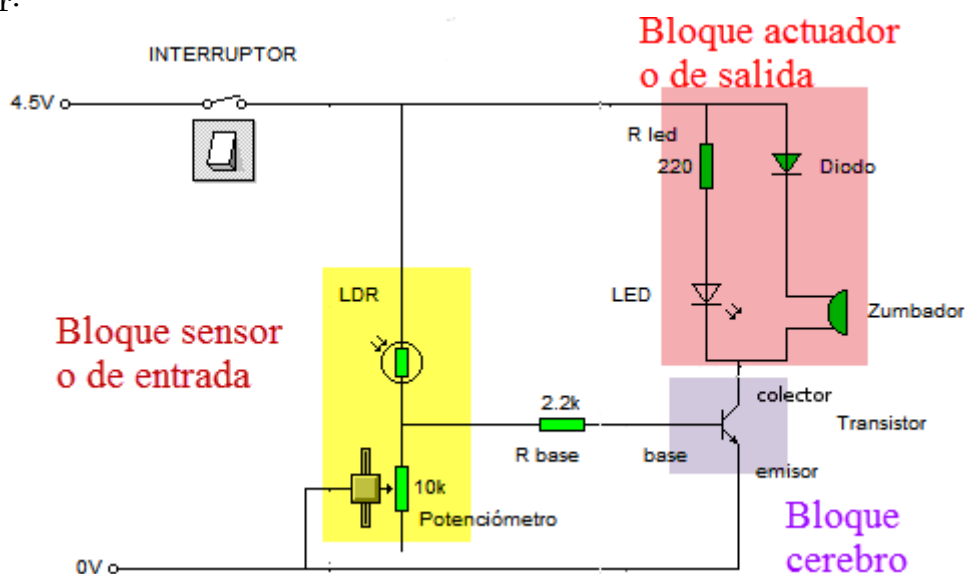 r:
Bloque actuador
o de salida
INTERRUPTOR
4.5V
R led
220
Diodo
LDR
LED
Zumbador
Bloque sensor
o de entrada
colector
2.2k
Transistor
R base
base
emisor
10k
Potenciómetro
Bloque
cerebro
0V